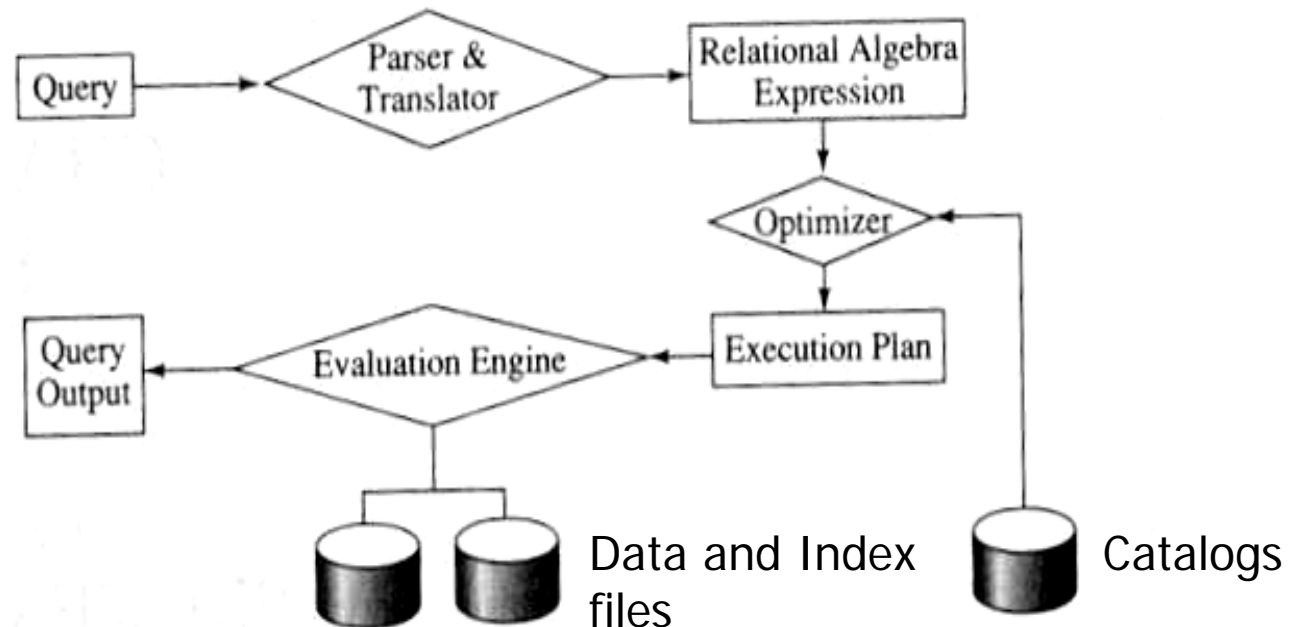 Query
Parser &
Translator
Relational Algebra
Expression
Optimizer
Query
Output
Evaluation Engine
Execution Plan
Data and Index
files
Catalogs